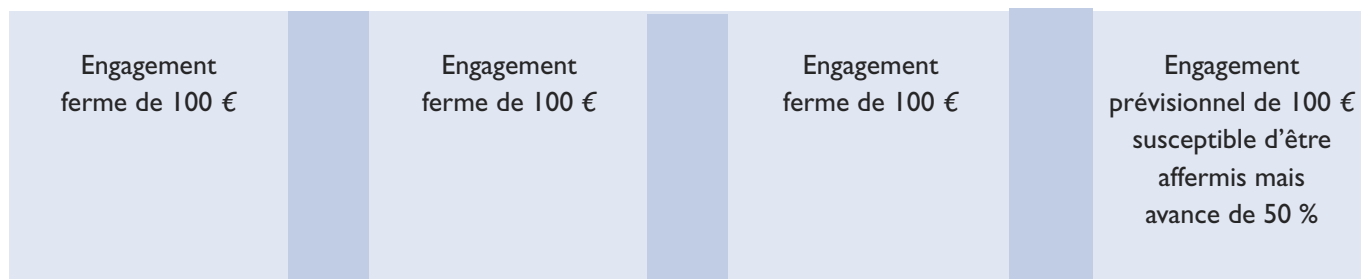 Engagement
ferme de 100 €
Engagement
ferme de 100 €
Engagement
ferme de 100 €
Engagement
prévisionnel de 100 €
susceptible d’être
affermis mais
avance de 50 %